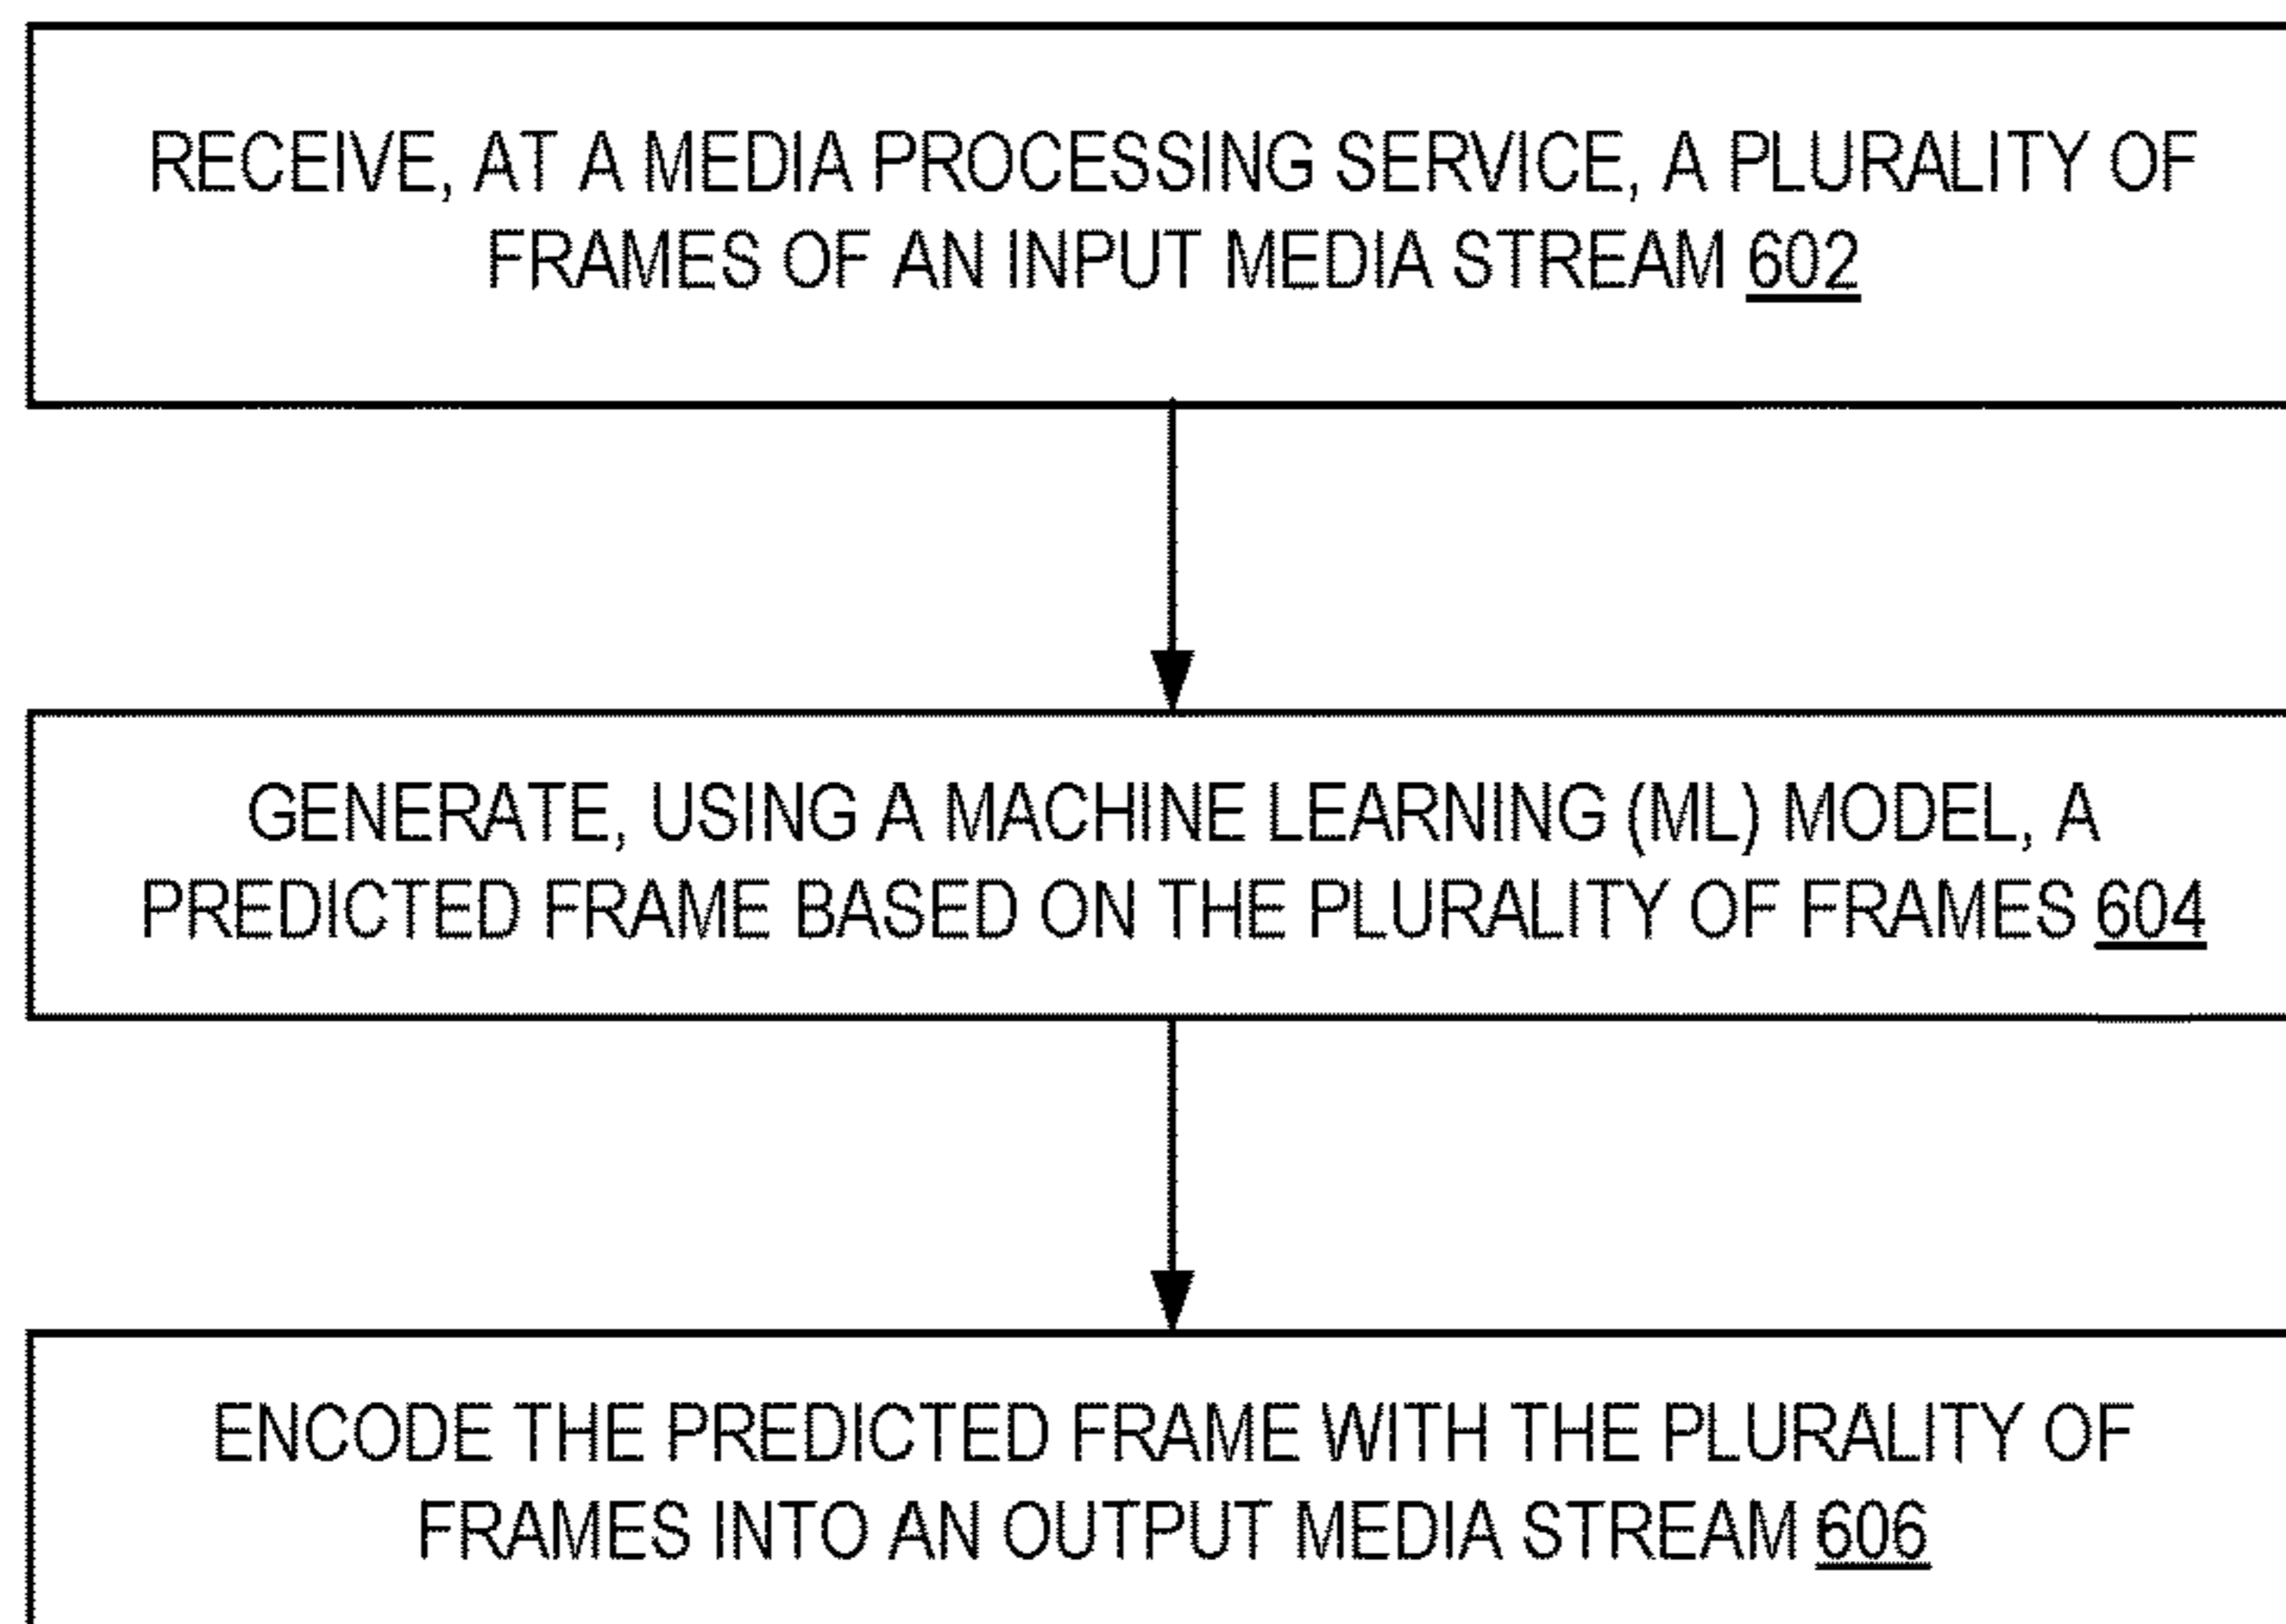 RECEIVE, AT A MEDIA PROCESSING SERVICE, A PLURALITY OF
FRAMES OF AN INPUT MEDIA STREAM 602
GENERATE, USING A MACHINE LEARNING (ML) MODEL, A
PREDICTED FRAME BASED ON THE PLURALITY OF FRAMES 604
ENCODE THE PREDICTED FRAME WITH THE PLURALITY OF
FRAMES INTO AN OUTPUT MEDIA STREAM 606